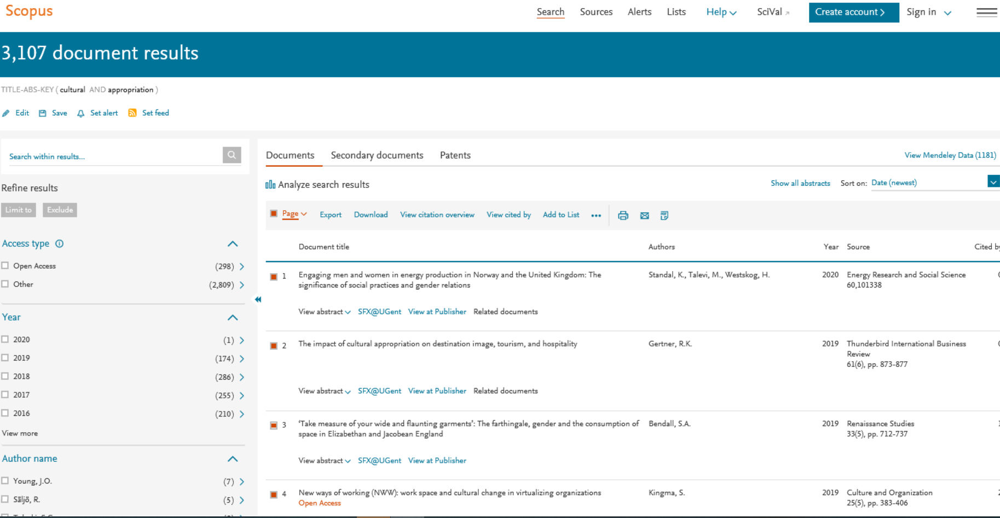 Scopus
Search Sources Alerts Lists Help SciVal Create account Sign in
3,107 document results
TITLE-ABS-KEY ( cultural AND appropriation )
Edit Save Set alert Set feed
Search within results...
Refine results
Limit to Exclude
Access type
Open Access (298)
Other (2,809)
Year
2020 (1)
2019 (174)
2018 (286)
2017 (255)
2016 (210)
View more
Author name
Young, J.O. (7)
Säljö, R. (5)
Documents Secondary documents Patents View Mendeley Data (1181)
Analyze search results Show all abstracts Sort on: Date (newest)
Page Export Download View citation overview View cited by Add to List
Document title Authors Year Source Cited by
1 Engaging men and women in energy production in Norway and the United Kingdom: The Standal, K., Talevi, M., Westskog, H. 2020 Energy Research and Social Science
significance of social practices and gender relations 60,101338
View abstract SFX@UGent View at Publisher Related documents
2 The impact of cultural appropriation on destination image, tourism, and hospitality Gertner, R.K. 2019 Thunderbird International Business
Review
61(6), pp. 873-877
View abstract SFX@UGent View at Publisher Related documents
3 'Take measure of your wide and flaunting garments': The farthingale, gender and the consumption of Bendall, S.A. 2019 Renaissance Studies
space in Elizabethan and Jacobean England 33(5), pp. 712-737
View abstract SFX@UGent View at Publisher
4 New ways of working (NWW): work space and cultural change in virtualizing organizations Kingma, S. 2019 Culture and Organization
Open Access 25(5), pp. 383-406